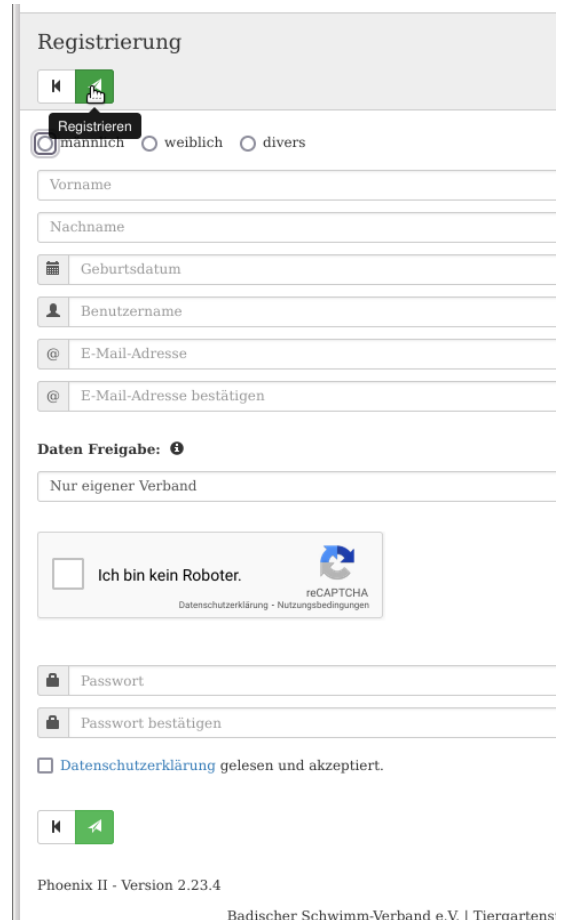 Registrierung
Registrieren
männlich weiblich divers
Vorname
Nachname
Geburtsdatum
Benutzername
@ E-Mail-Adresse
@ E-Mail-Adresse bestätigen
Daten Freigabe:
Nur eigener Verband
Ich bin kein Roboter.
reCAPTCHA
Datenschutzerklärung - Nutzungsbedingungen
Passwort
Passwort bestätigen
Datenschutzerklärung gelesen und akzeptiert.
Phoenix II - Version 2.23.4
Badischer Schwimm-Verband e.V. | Tiergartens